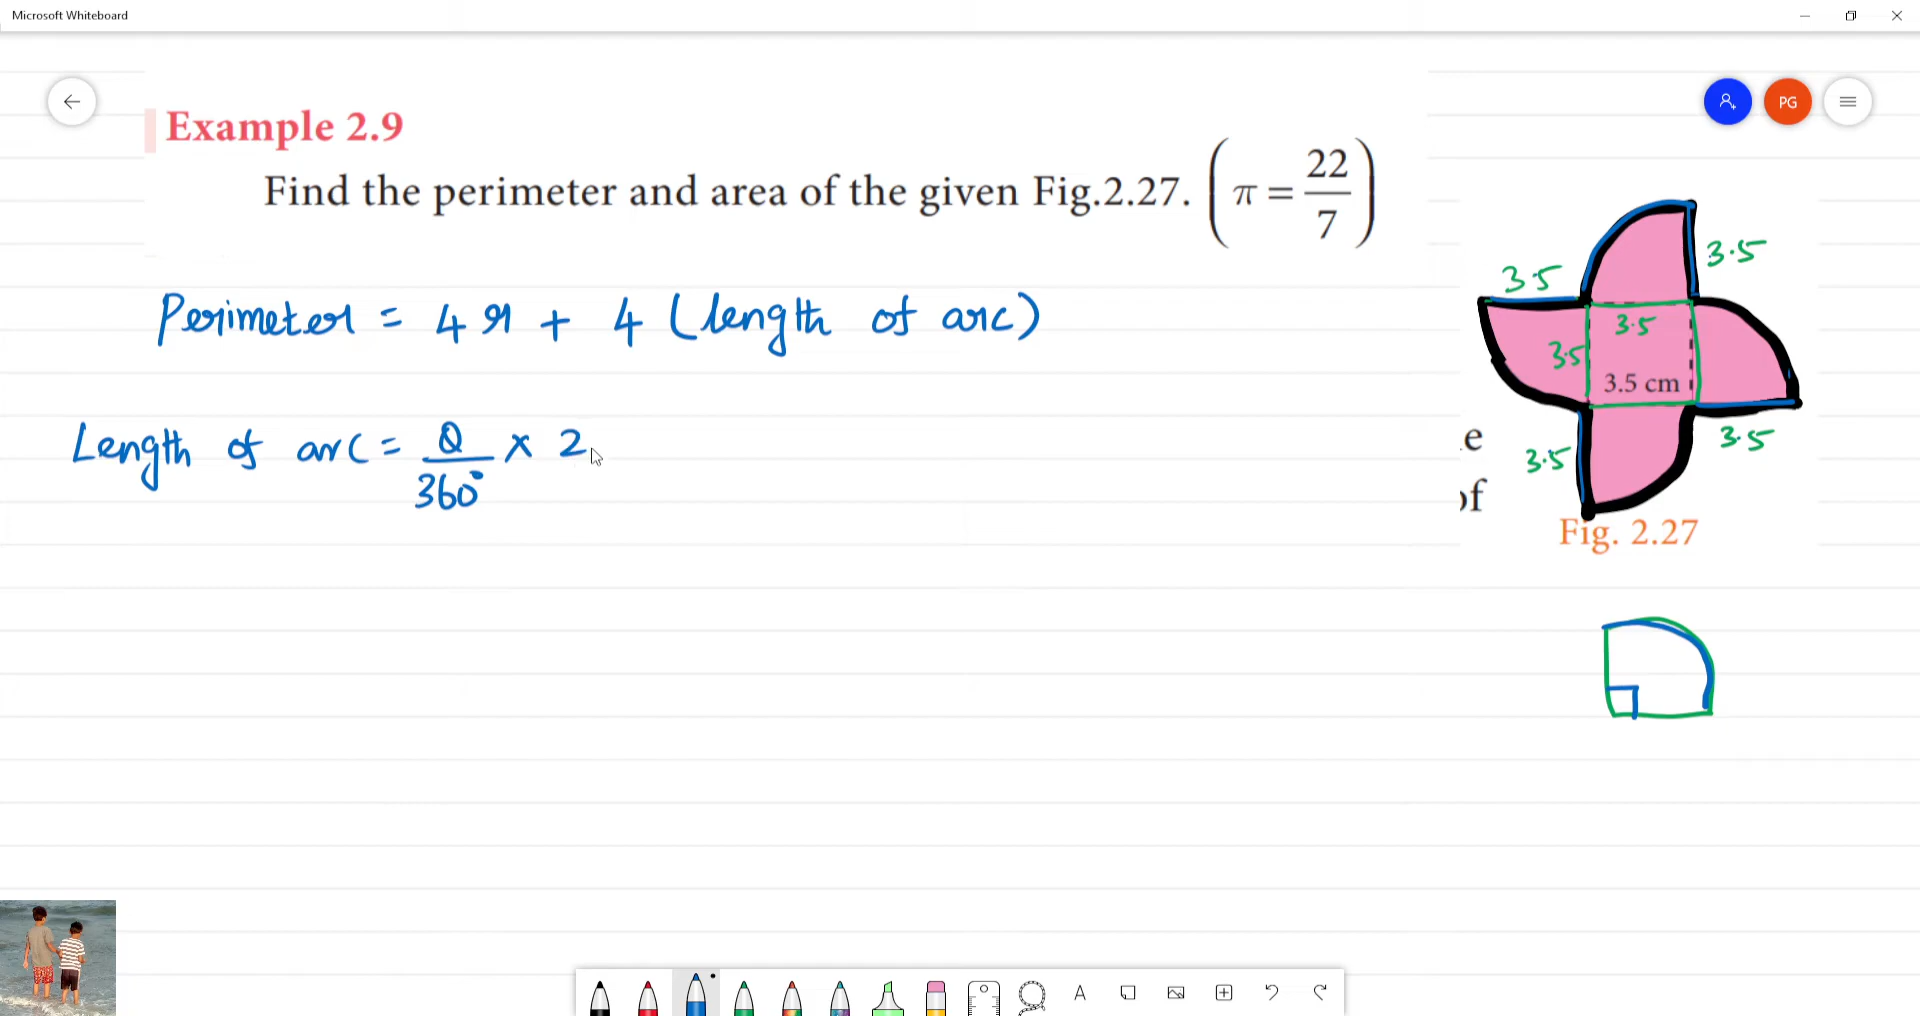 Microsoft Whiteboard
PG
Example 2.9
Find the perimeter and area of the given Fig.2.27. (π = 22/7)
Perimeter = 4r + 4 (length of arc)
Length of arc = θ/360° × 2
3.5
3.5
3.5
3.5
3.5 cm
3.5
3.5
e
of
Fig. 2.27
A